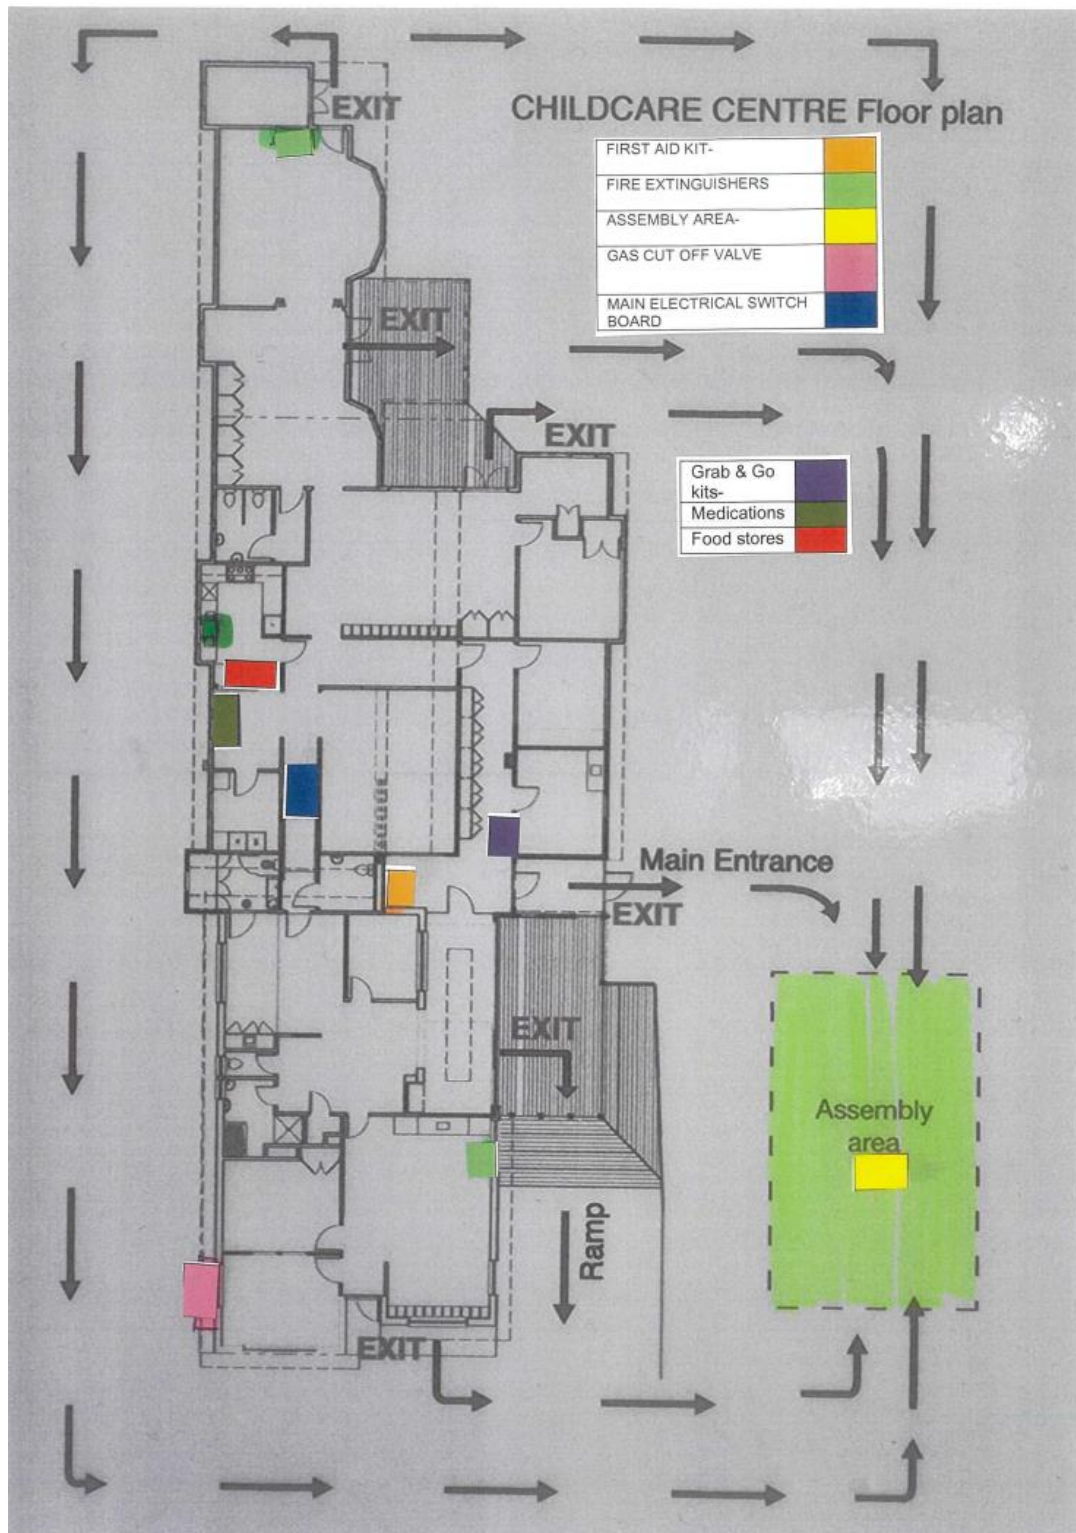 EXIT
CHILDCARE CENTRE Floor plan
FIRST AID KIT-
FIRE EXTINGUISHERS
ASSEMBLY AREA-
GAS CUT OFF VALVE
MAIN ELECTRICAL SWITCH
BOARD
EXIT
EXIT
Grab & Go
kits-
Medications
Food stores
Main Entrance
EXIT
EXIT
Assembly
area
Ramp
EXIT